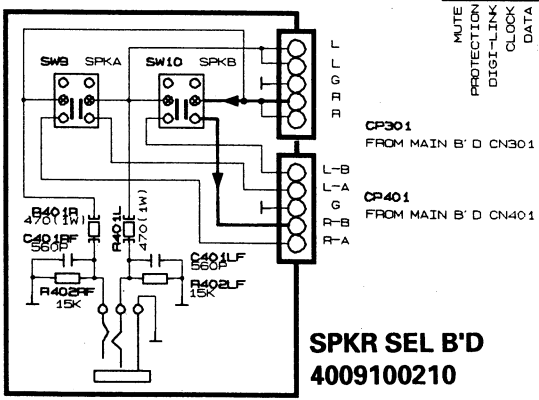 MUTE
PROTECTION
DIGI-LINK
CLOCK
DATA
SW9 SPKA SW10 SPKB
L
L
G
R
R
CP301
FROM MAIN B'D CN301
L-B
L-A
G
R-B
R-A
CP401
FROM MAIN B'D CN401
R401R
470(1W)
R401L
470(1W)
C401RF
560P
C401LF
560P
R402RF
15K
R402LF
15K
SPKR SEL B'D
4009100210